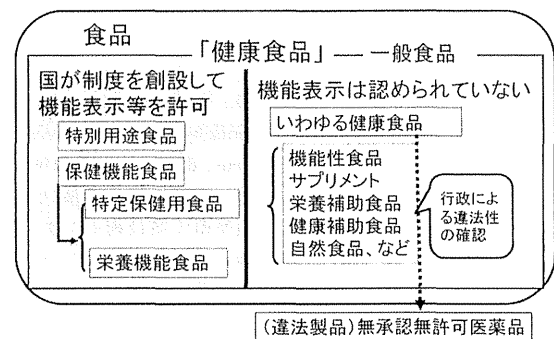 食品
「健康食品」 ― 一般食品
国が制度を創設して
機能表示等を許可
特別用途食品
保健機能食品
特定保健用食品
栄養機能食品
機能表示は認められていない
いわゆる健康食品
機能性食品
サプリメント
栄養補助食品
健康補助食品
自然食品、など
行政によ
る違法性
の確認
(違法製品)無承認無許可医薬品